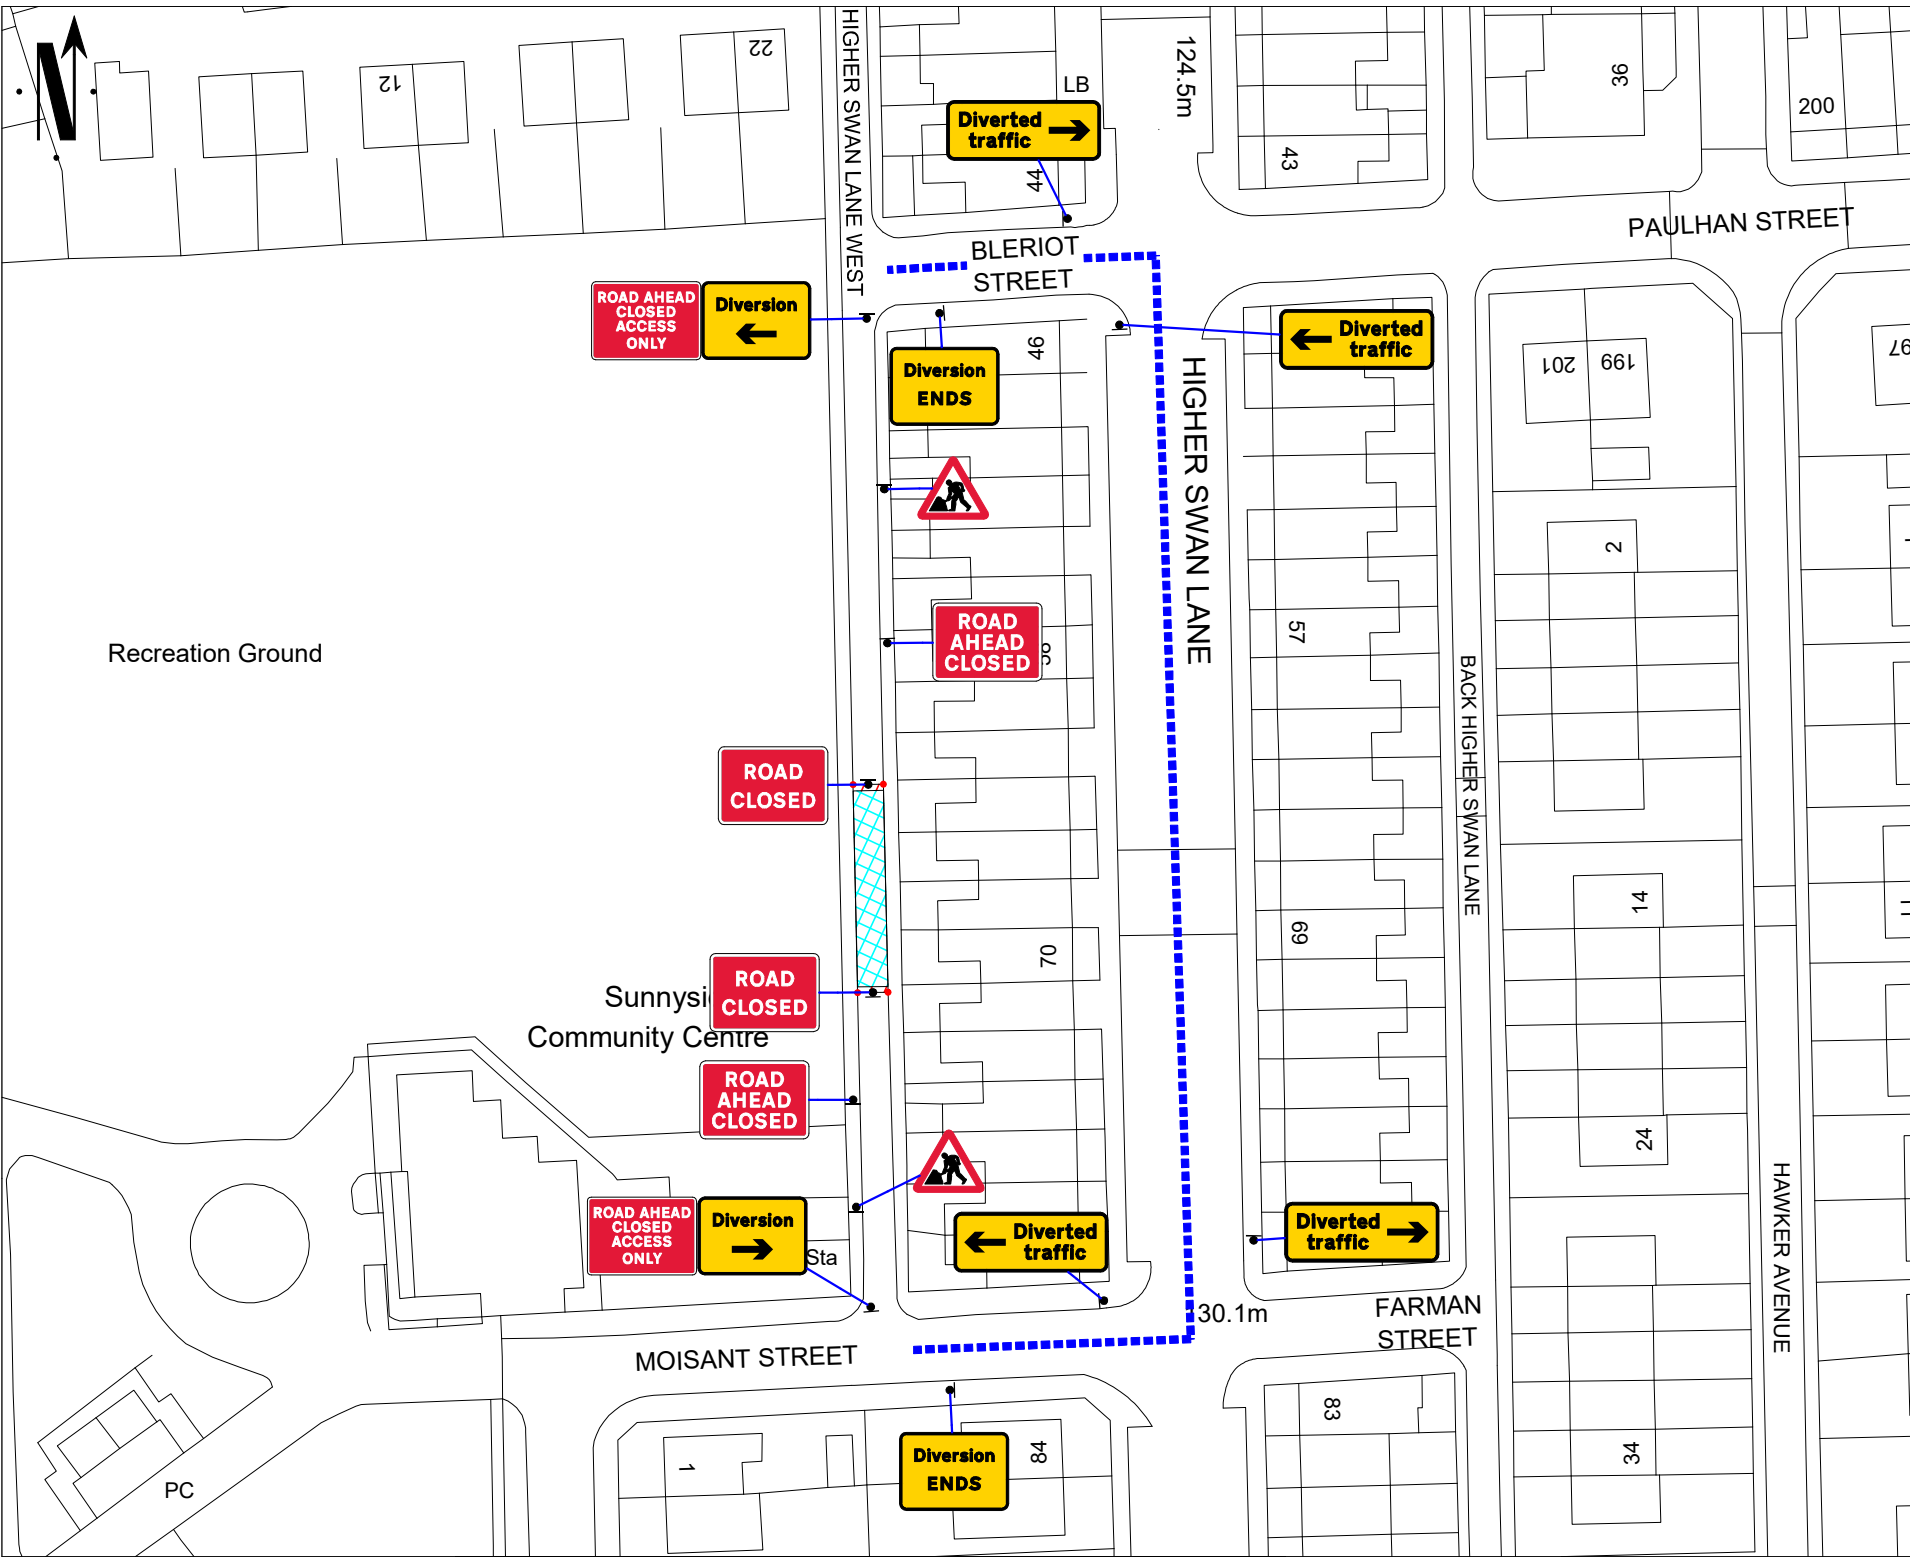 N
22
12
HIGHER SWAN LANE WEST
LB
124.5m
36
200
Diverted
traffic
44
43
PAULHAN STREET
BLERIOT
STREET
ROAD AHEAD
CLOSED
ACCESS
ONLY
Diversion
Diversion
ENDS
46
Diverted
traffic
201
199
97
HIGHER SWAN LANE
2
57
Recreation Ground
ROAD
AHEAD
CLOSED
BACK HIGHER SWAN LANE
ROAD
CLOSED
14
69
70
ROAD
CLOSED
Sunnysi
Community Centre
ROAD
AHEAD
CLOSED
24
HAWKER AVENUE
ROAD AHEAD
CLOSED
ACCESS
ONLY
Diversion
Sta
Diverted
traffic
Diverted
traffic
30.1m
FARMAN
STREET
MOISANT STREET
83
1
84
34
Diversion
ENDS
PC